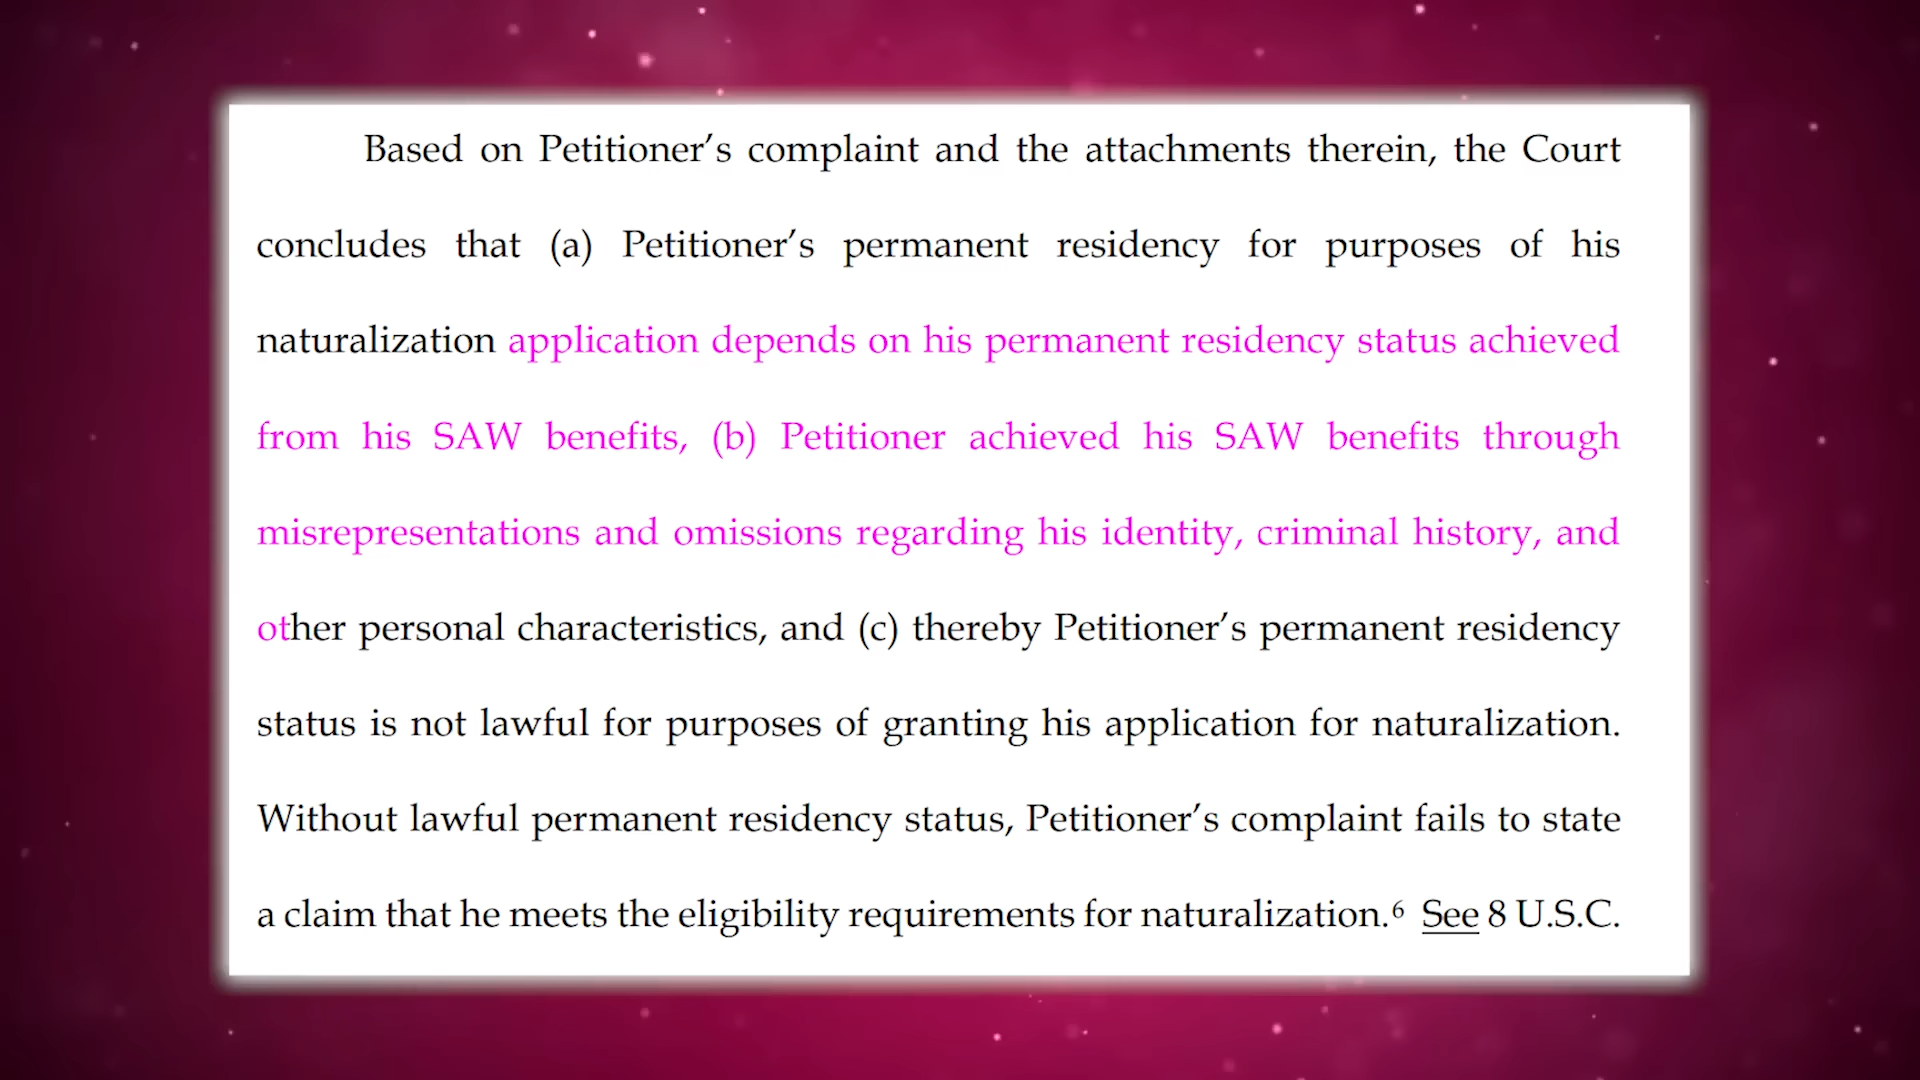 Based on Petitioner’s complaint and the attachments therein, the Court
concludes that (a) Petitioner’s permanent residency for purposes of his
naturalization application depends on his permanent residency status achieved
from his SAW benefits, (b) Petitioner achieved his SAW benefits through
misrepresentations and omissions regarding his identity, criminal history, and
other personal characteristics, and (c) thereby Petitioner’s permanent residency
status is not lawful for purposes of granting his application for naturalization.
Without lawful permanent residency status, Petitioner’s complaint fails to state
a claim that he meets the eligibility requirements for naturalization.⁶ See 8 U.S.C.